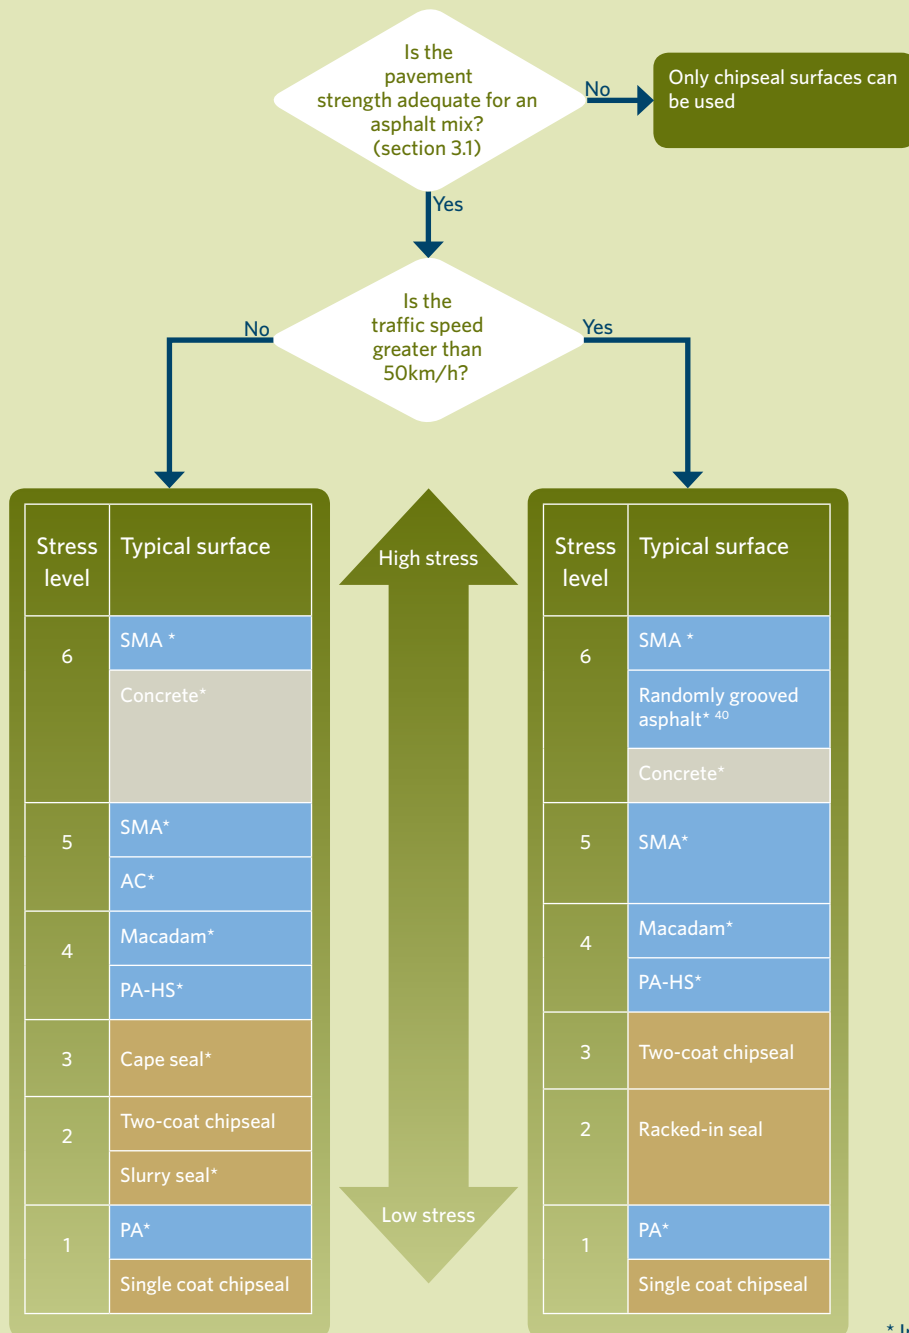 Is the
pavement
strength adequate for an
asphalt mix?
(section 3.1)
No
Only chipseal surfaces can
be used
Yes
Is the
traffic speed
greater than
50km/h?
No
Yes
Stress
level
Typical surface
6
SMA *
Concrete*
5
SMA*
AC*
4
Macadam*
PA-HS*
3
Cape seal*
2
Two-coat chipseal
Slurry seal*
1
PA*
Single coat chipseal
High stress
Low stress
Stress
level
Typical surface
6
SMA *
Randomly grooved
asphalt* 40
Concrete*
5
SMA*
4
Macadam*
PA-HS*
3
Two-coat chipseal
2
Racked-in seal
1
PA*
Single coat chipseal